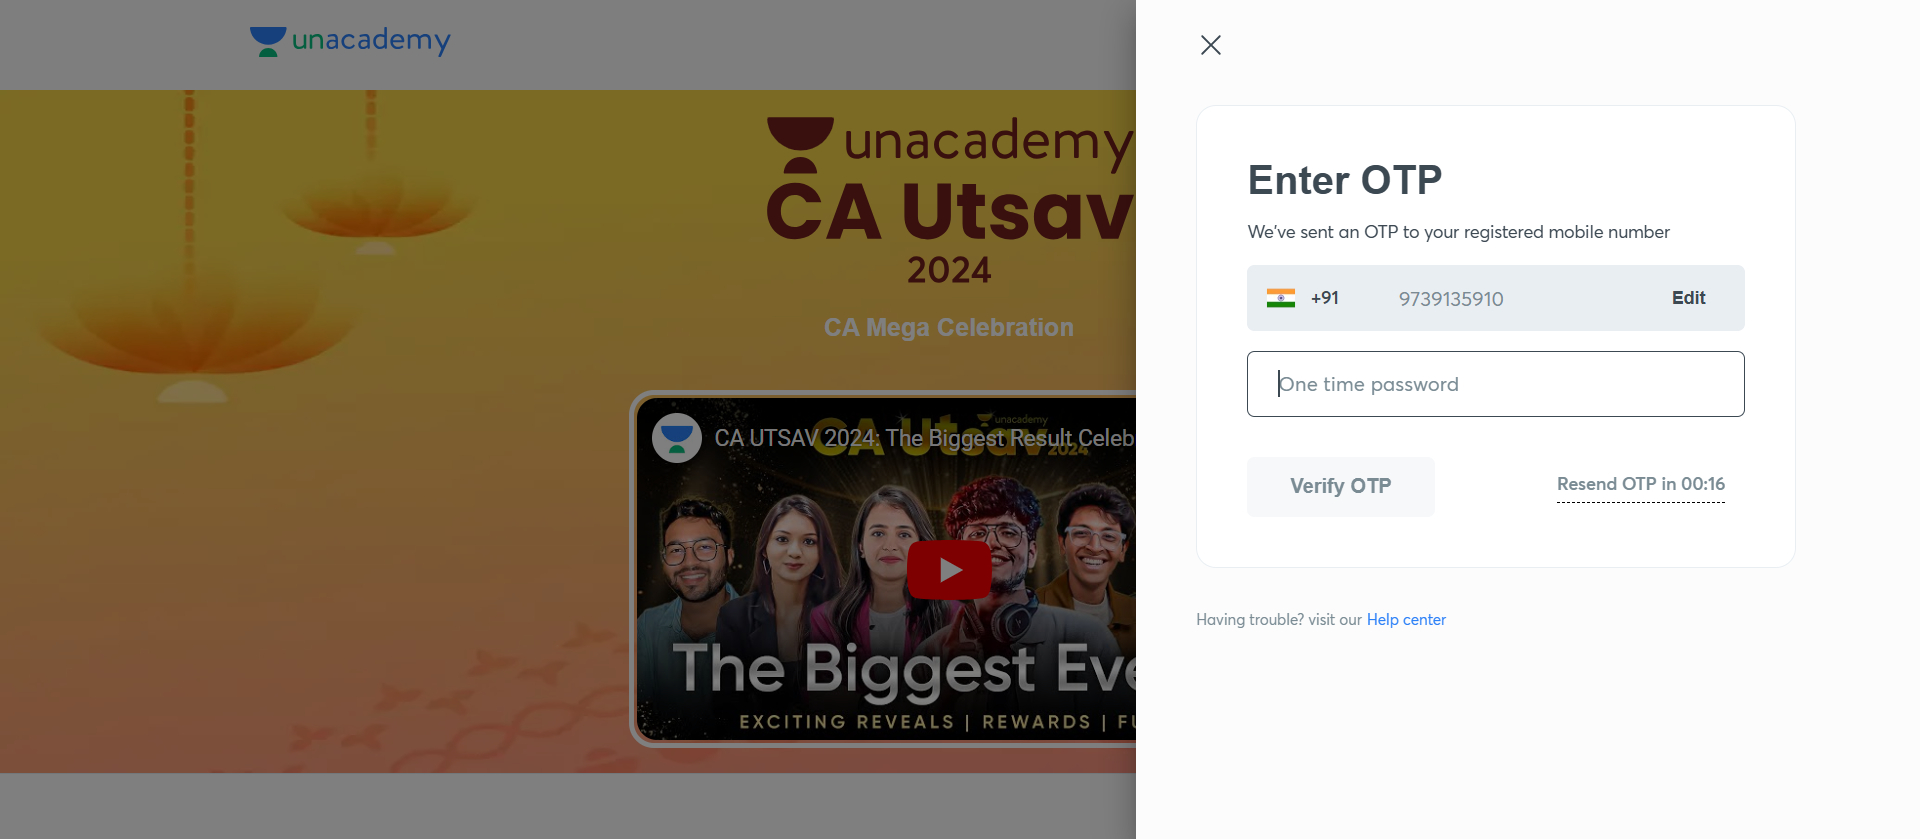 unacademy
unacademy
CA Utsav
2024
CA Mega Celebration
CA UTSAV 2024: The Biggest Result Celeb
unacademy
CA Utsav
2024
The Biggest Eve
EXCITING REVEALS | REWARDS | FU
Enter OTP
We've sent an OTP to your registered mobile number
+91 9739135910 Edit
One time password
Verify OTP
Resend OTP in 00:16
Having trouble? visit our Help center